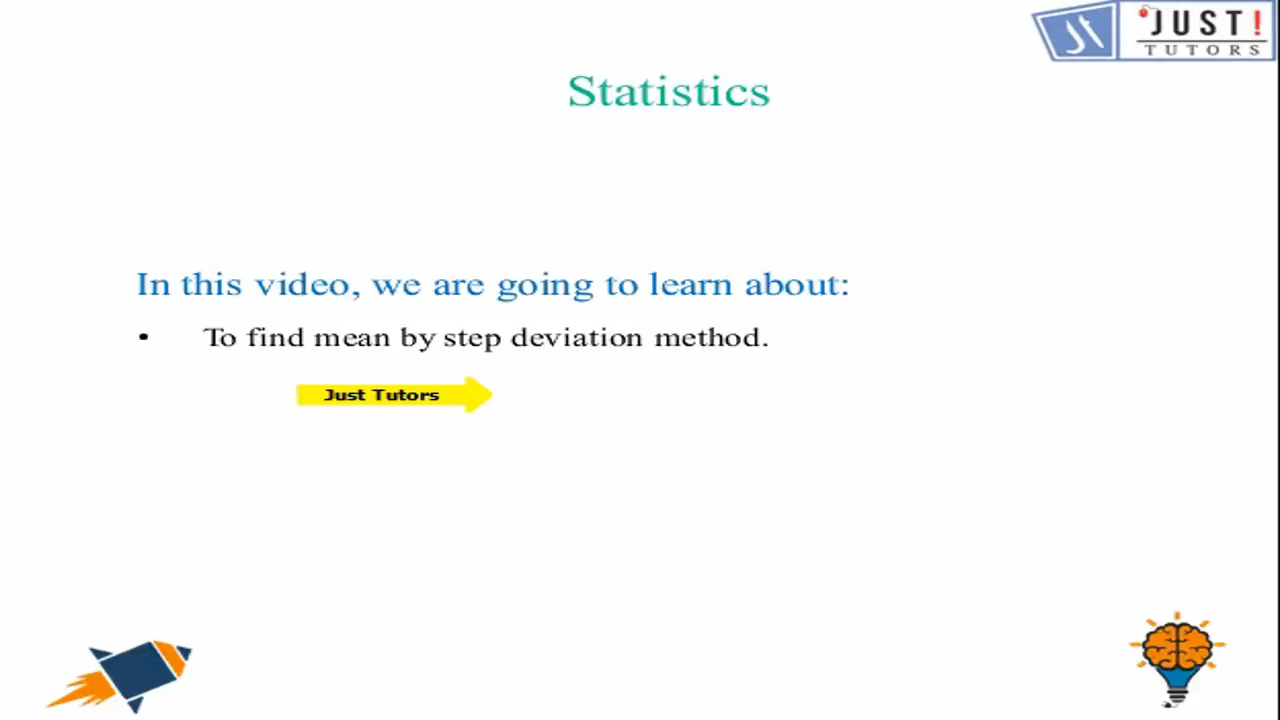 JUST!
TUTORS
Statistics
In this video, we are going to learn about:
• To find mean by step deviation method.
Just Tutors